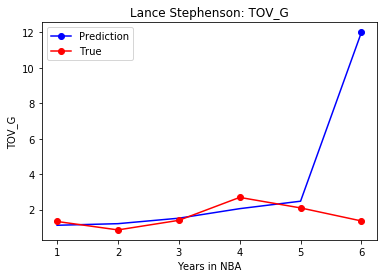 Lance Stephenson: TOV_G
Prediction
True
12
10
8
6
4
2
TOV_G
1 2 3 4 5 6
Years in NBA